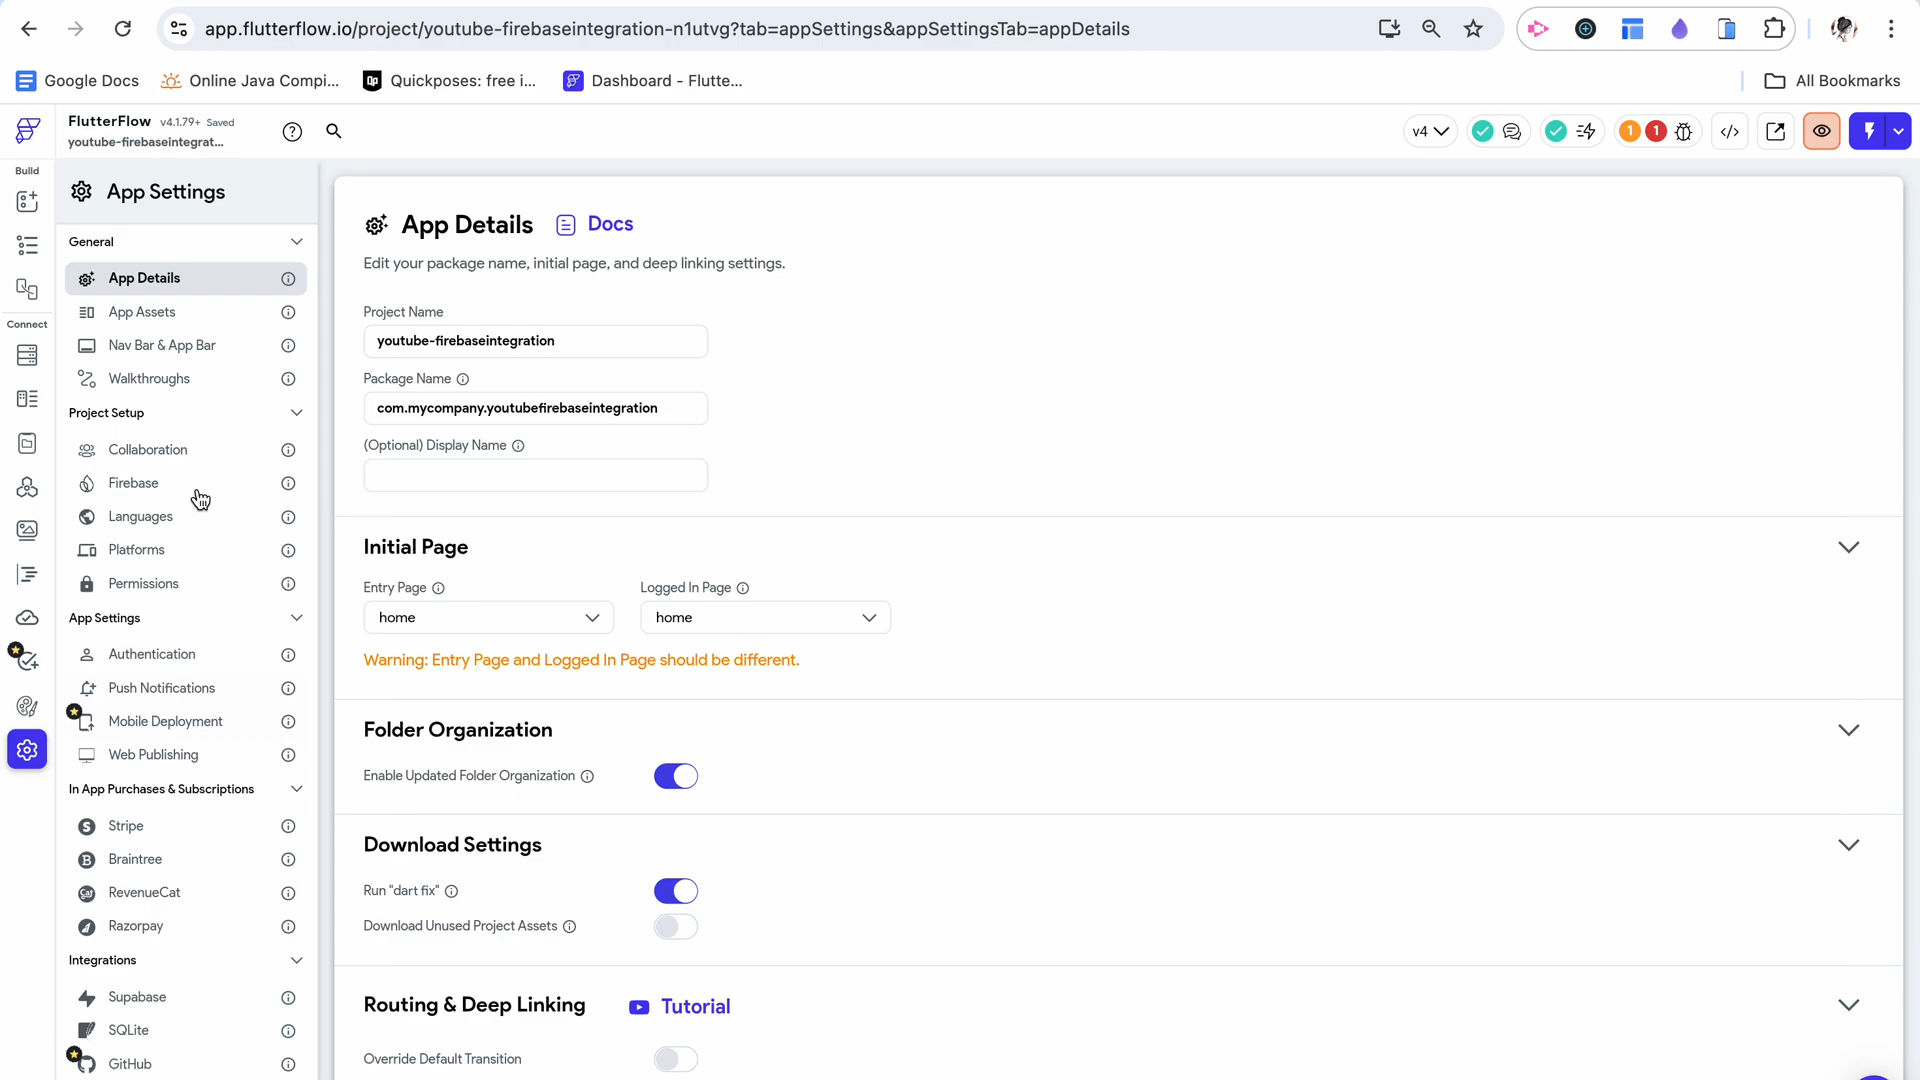 app.flutterflow.io/project/youtube-firebaseintegration-n1utvg?tab=appSettings&appSettingsTab=appDetails
Google Docs
Online Java Compi...
Quickposes: free i...
Dashboard - Flutte...
All Bookmarks
FlutterFlow v4.1.79+ Saved
youtube-firebaseintegrat...
v4
1 1
Build
Connect
App Settings
General
App Details
App Assets
Nav Bar & App Bar
Walkthroughs
Project Setup
Collaboration
Firebase
Languages
Platforms
Permissions
App Settings
Authentication
Push Notifications
Mobile Deployment
Web Publishing
In App Purchases & Subscriptions
Stripe
Braintree
RevenueCat
Razorpay
Integrations
Supabase
SQLite
GitHub
App Details Docs
Edit your package name, initial page, and deep linking settings.
Project Name
youtube-firebaseintegration
Package Name
com.mycompany.youtubefirebaseintegration
(Optional) Display Name
Initial Page
Entry Page Logged In Page
home home
Warning: Entry Page and Logged In Page should be different.
Folder Organization
Enable Updated Folder Organization
Download Settings
Run "dart fix"
Download Unused Project Assets
Routing & Deep Linking Tutorial
Override Default Transition